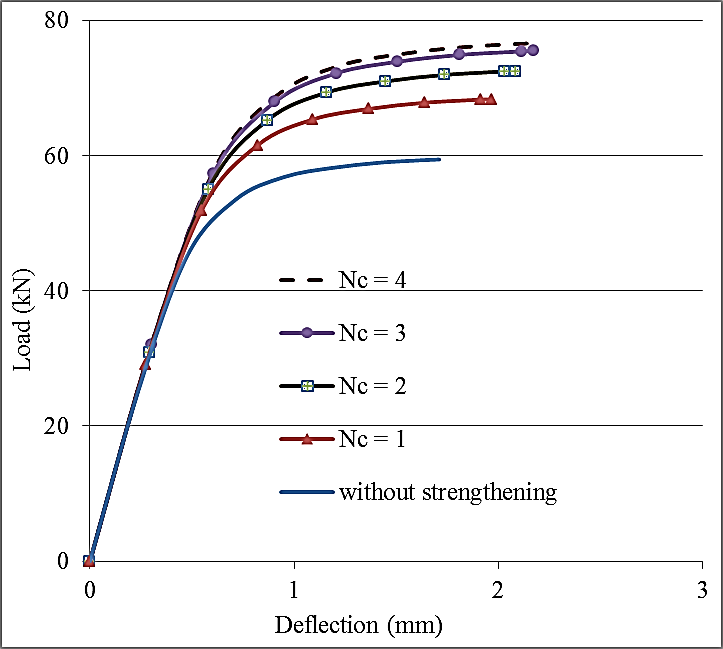 80
60
40
20
0
Load (kN)
Nc = 4
Nc = 3
Nc = 2
Nc = 1
without strengthening
0 1 2 3
Deflection (mm)